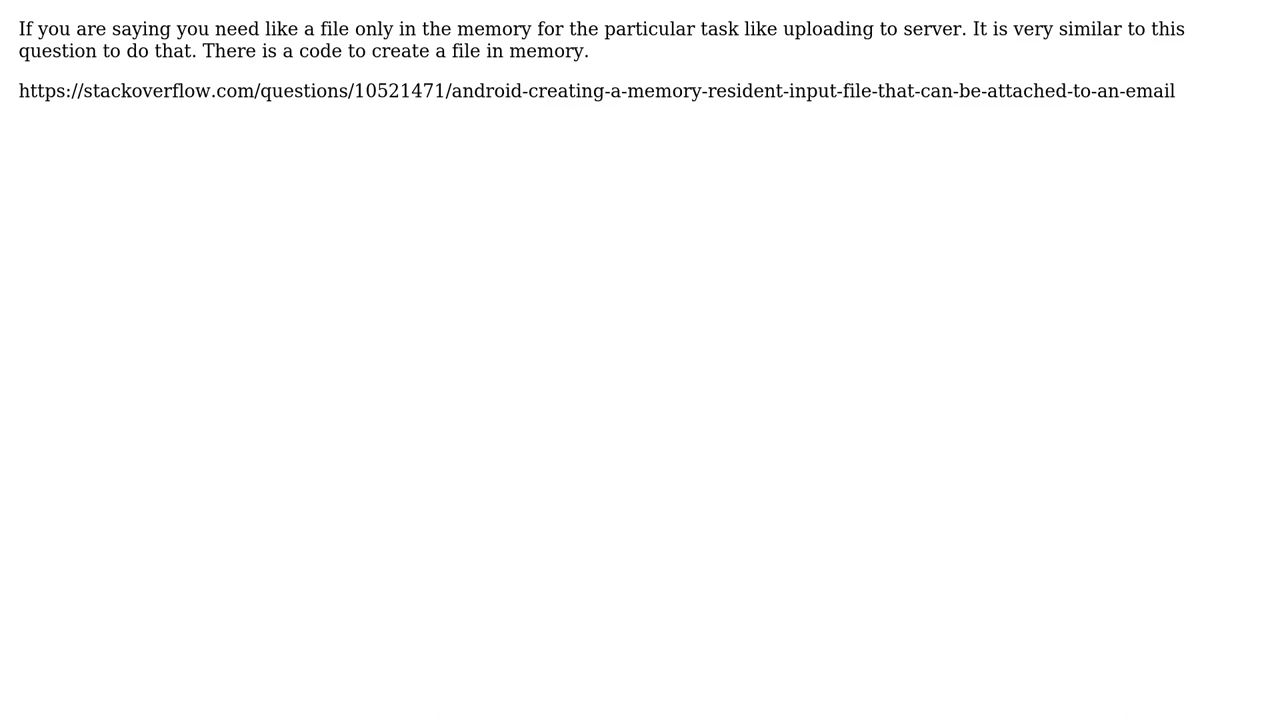 If you are saying you need like a file only in the memory for the particular task like uploading to server. It is very similar to this
question to do that. There is a code to create a file in memory.
https://stackoverflow.com/questions/10521471/android-creating-a-memory-resident-input-file-that-can-be-attached-to-an-email